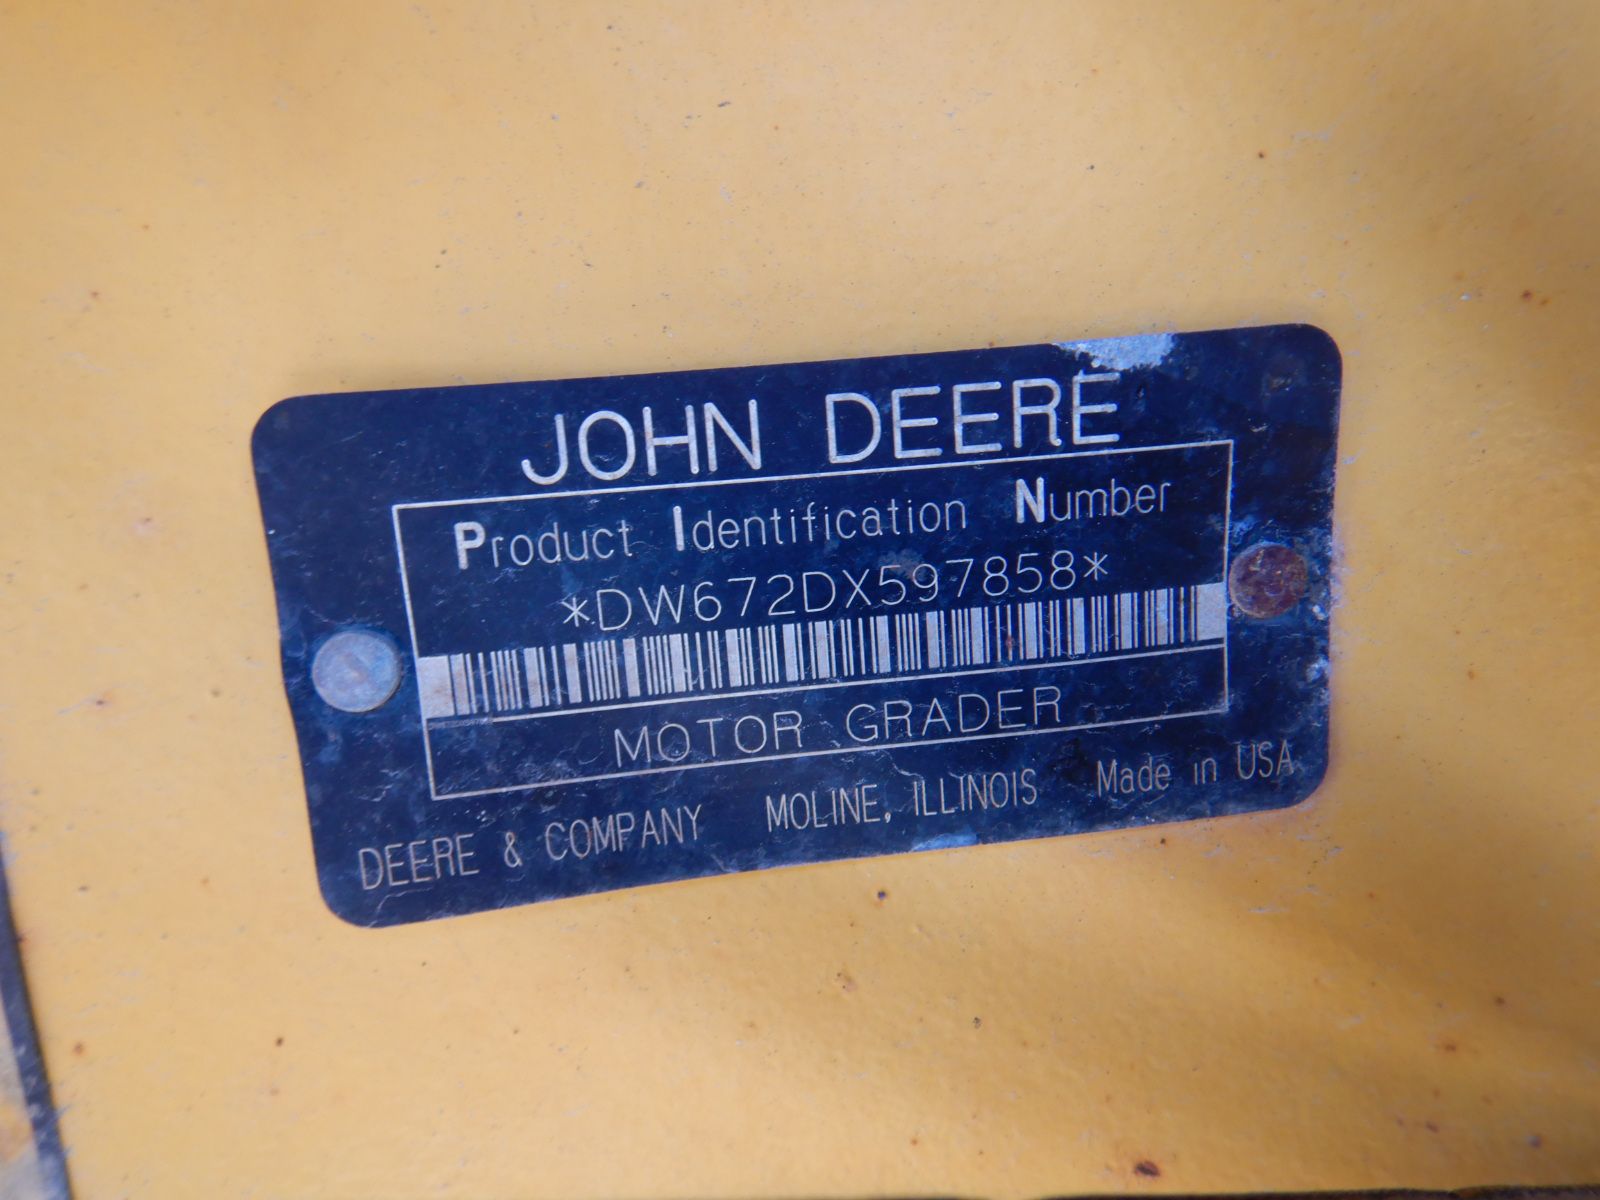 JOHN DEERE
Product Identification Number
*DW672DX597858*
MOTOR GRADER
DEERE & COMPANY MOLINE, ILLINOIS Made in USA